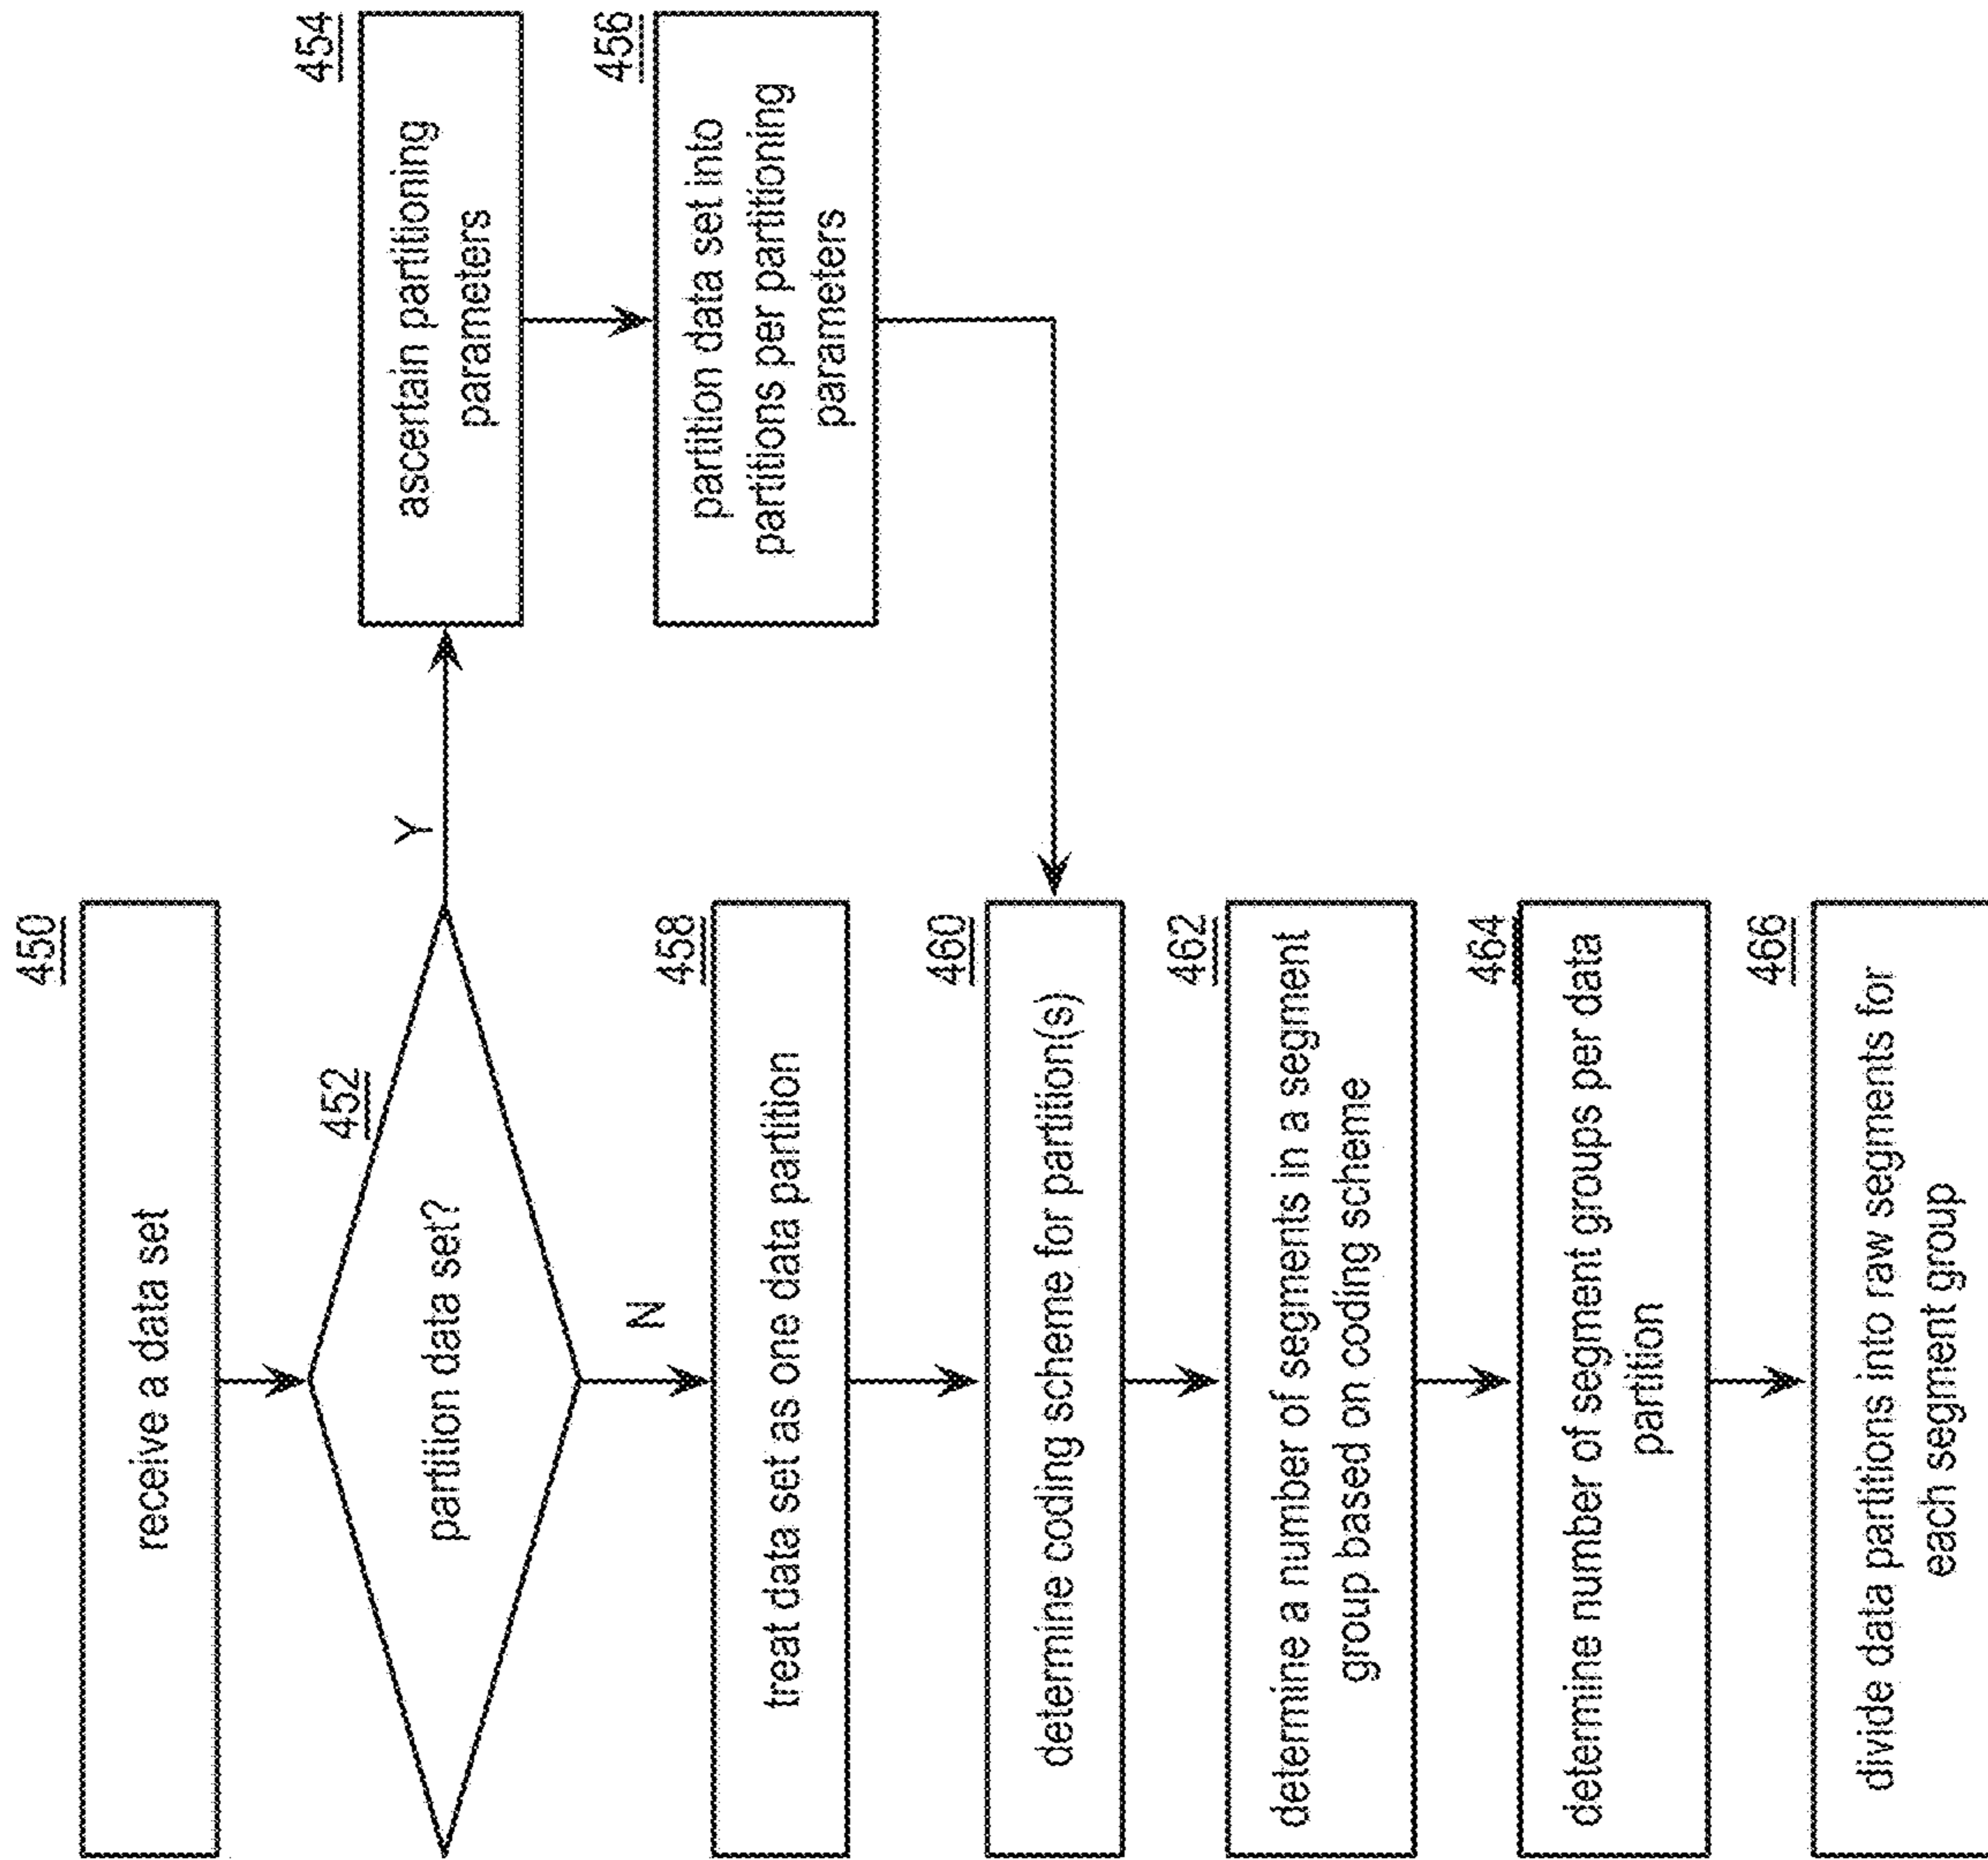 450
receive a data set
452
partition data set?
Y
N
454
ascertain partitioning
parameters
456
partition data set into
partitions per partitioning
parameters
458
treat data set as one data partition
460
determine coding scheme for partition(s)
462
determine a number of segments in a segment
group based on coding scheme
464
determine number of segment groups per data
partition
466
divide data partitions into raw segments for
each segment group